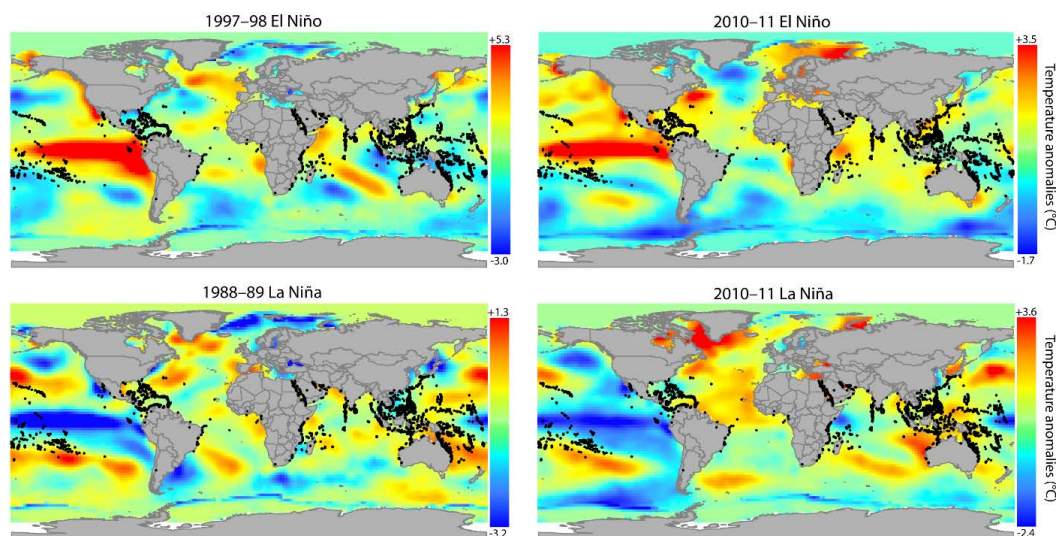 1997–98 El Niño
+5.3
-3.0
2010–11 El Niño
+3.5
Temperature anomalies (°C)
-1.7
1988–89 La Niña
+1.3
-3.2
2010–11 La Niña
+3.6
Temperature anomalies (°C)
-2.4